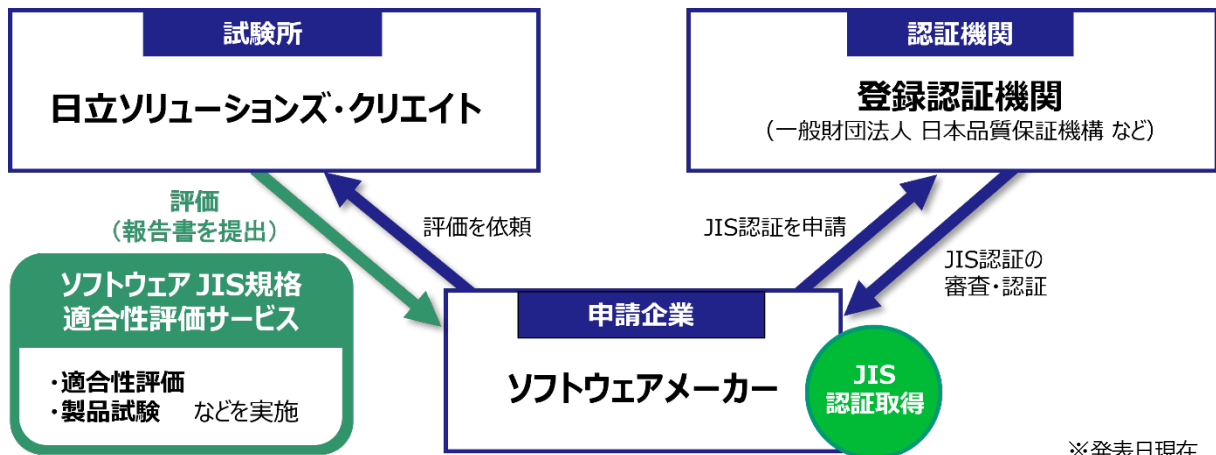 試験所
日立ソリューションズ・クリエイト
認証機関
登録認証機関
（一般財団法人 日本品質保証機構 など）
評価
（報告書を提出）
評価を依頼
JIS認証を申請
JIS認証の
審査・認証
ソフトウェア JIS規格
適合性評価サービス
・適合性評価
・製品試験 などを実施
申請企業
ソフトウェアメーカー
JIS
認証取得
※発表日現在